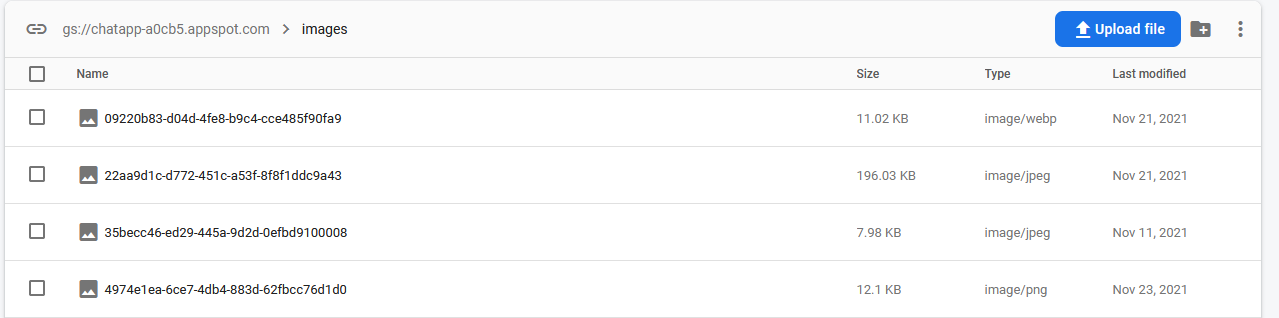 gs://chatapp-a0cb5.appspot.com > images Upload file
Name Size Type Last modified
09220b83-d04d-4fe8-b9c4-cce485f90fa9 11.02 KB image/webp Nov 21, 2021
22aa9d1c-d772-451c-a53f-8f8f1ddc9a43 196.03 KB image/jpeg Nov 21, 2021
35becc46-ed29-445a-9d2d-0efbd9100008 7.98 KB image/jpeg Nov 11, 2021
4974e1ea-6ce7-4db4-883d-62fbcc76d1d0 12.1 KB image/png Nov 23, 2021